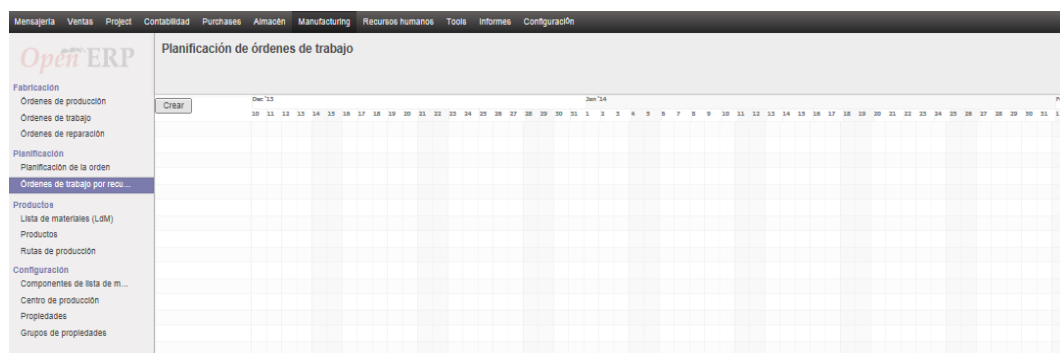 Mensajería Ventas Project Contabilidad Purchases Almacén Manufacturing Recursos humanos Tools Informes Configuración
Open ERP
Planificación de órdenes de trabajo
Fabricación
Órdenes de producción
Órdenes de trabajo
Órdenes de reparación
Planificación
Planificación de la orden
Órdenes de trabajo por recu...
Productos
Lista de materiales (LdM)
Productos
Rutas de producción
Configuración
Componentes de lista de m...
Centro de producción
Propiedades
Grupos de propiedades
Crear
Dec '13 Jan '14
10 11 12 13 14 15 16 17 18 19 20 21 22 23 24 25 26 27 28 29 30 31 1 2 3 4 5 6 7 8 9 10 11 12 13 14 15 16 17 18 19 20 21 22 23 24 25 26 27 28 29 30 31 1